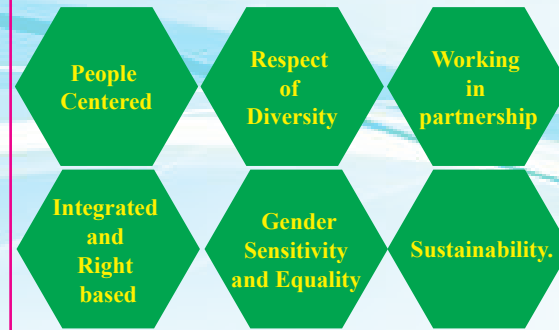 People
Centered
Respect
of
Diversity
Working
in
partnership
Integrated
and
Right
based
Gender
Sensitivity
and Equality
Sustainability.